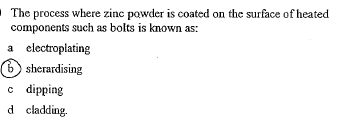 The process where zinc powder is coated on the surface of heated
components such as bolts is known as:
a electroplating
b sherardising
c dipping
d cladding.